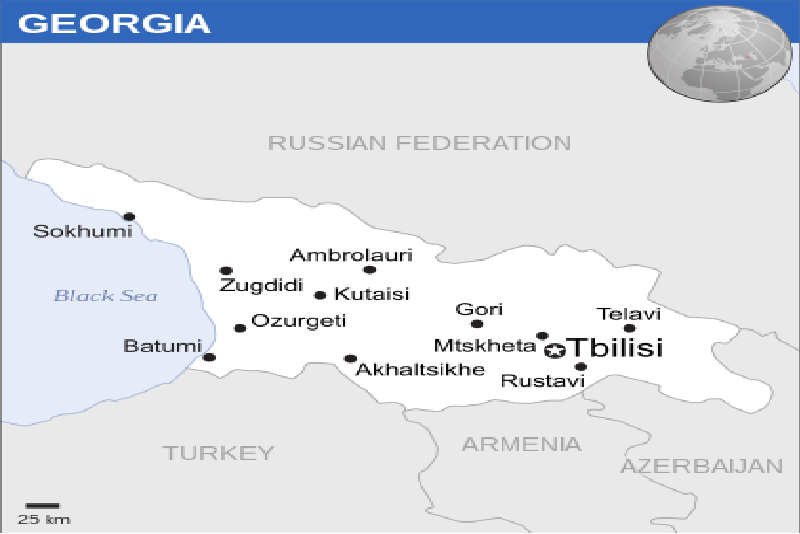 GEORGIA
RUSSIAN FEDERATION
Sokhumi
Ambrolauri
Zugdidi
Kutaisi
Black Sea
Gori
Telavi
Ozurgeti
Batumi
Mtskheta
Tbilisi
Akhaltsikhe
Rustavi
TURKEY
ARMENIA
AZERBAIJAN
25 km